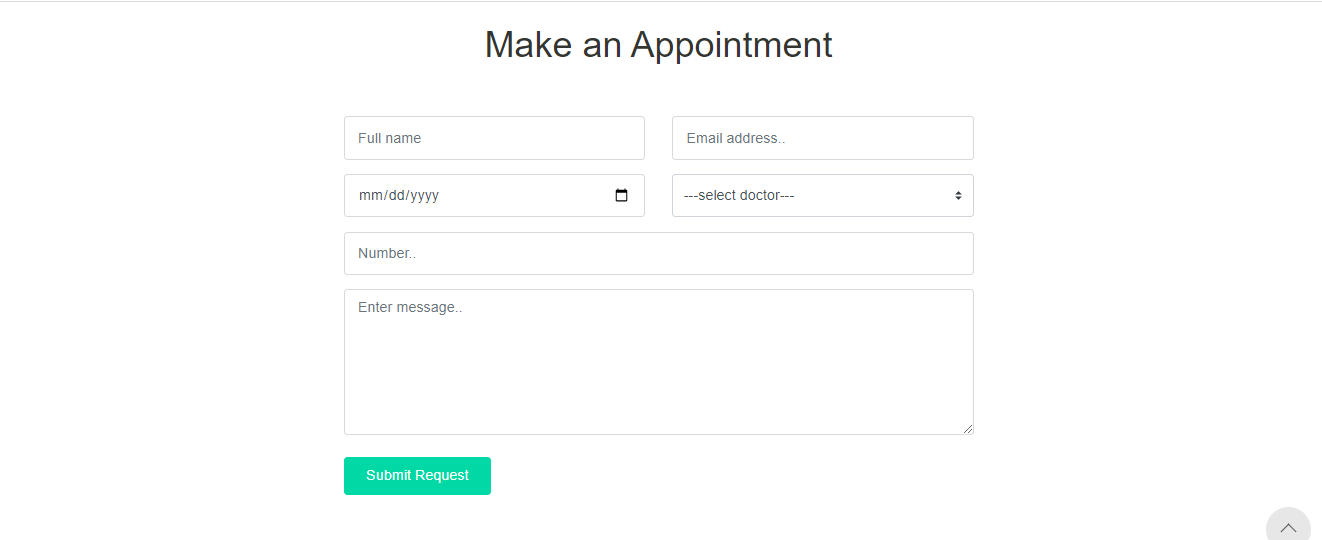 Make an Appointment
Full name
Email address..
mm/dd/yyyy
---select doctor---
Number..
Enter message..
Submit Request